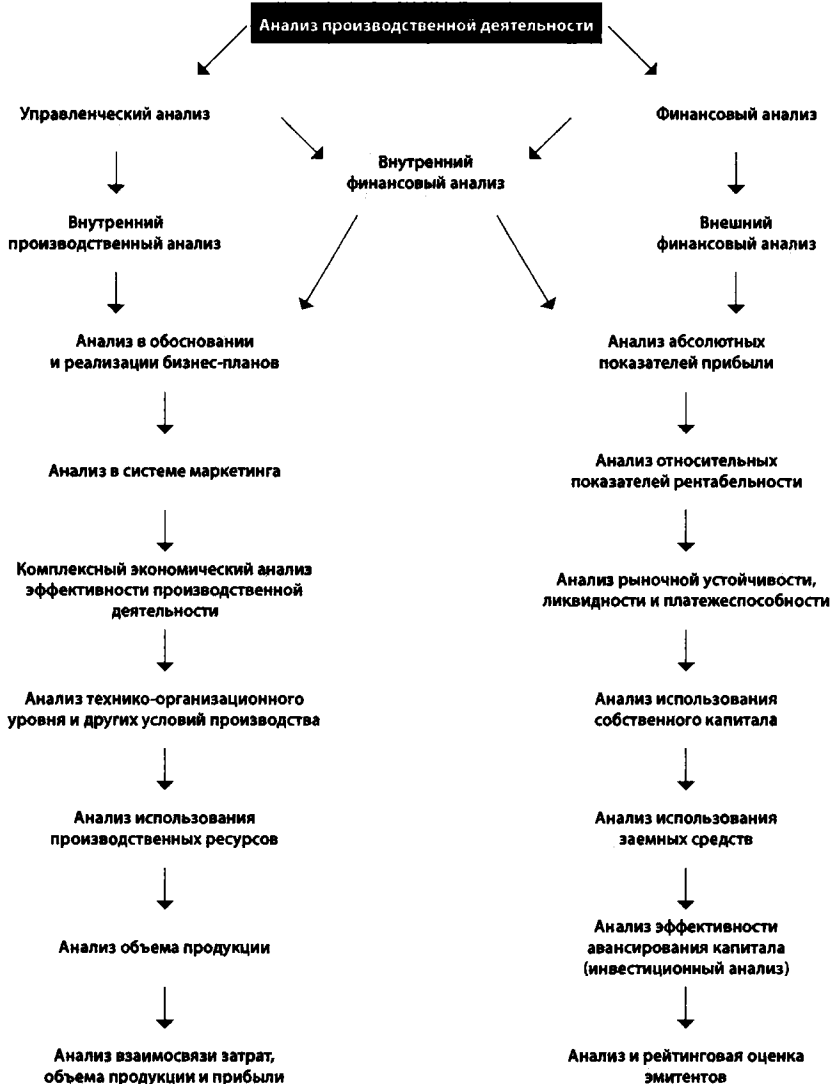 Анализ производственной деятельности
Управленческий анализ
Финансовый анализ
Внутренний
финансовый анализ
Внутренний
производственный анализ
Внешний
финансовый анализ
Анализ в обосновании
и реализации бизнес-планов
Анализ абсолютных
показателей прибыли
Анализ в системе маркетинга
Анализ относительных
показателей рентабельности
Комплексный экономический анализ
эффективности производственной
деятельности
Анализ рыночной устойчивости,
ликвидности и платежеспособности
Анализ технико-организационного
уровня и других условий производства
Анализ использования
собственного капитала
Анализ использования
производственных ресурсов
Анализ использования
заемных средств
Анализ объема продукции
Анализ эффективности
авансирования капитала
(инвестиционный анализ)
Анализ взаимосвязи затрат,
объема продукции и прибыли
Анализ и рейтинговая оценка
эмитентов